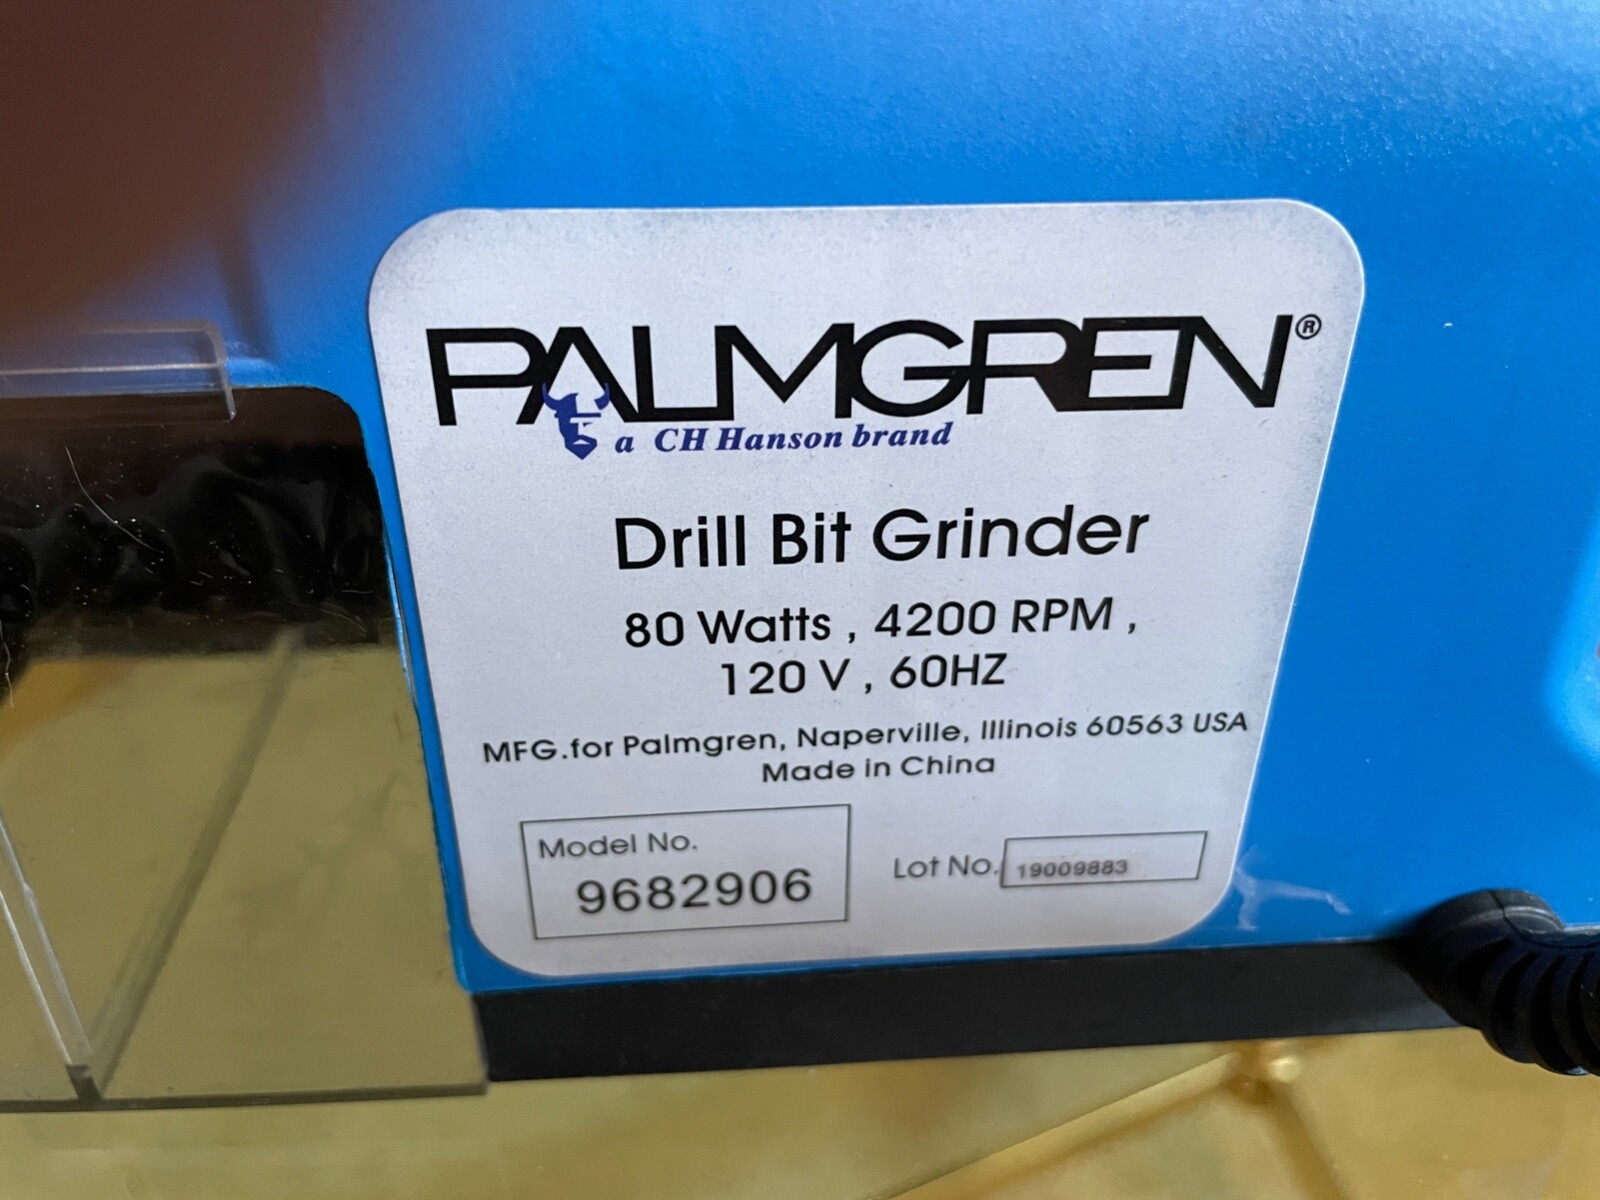 PALMGREN®
a CH Hanson brand
Drill Bit Grinder
80 Watts , 4200 RPM ,
120 V , 60HZ
MFG.for Palmgren, Naperville, Illinois 60563 USA
Made in China
Model No.
9682906
Lot No. 19009883